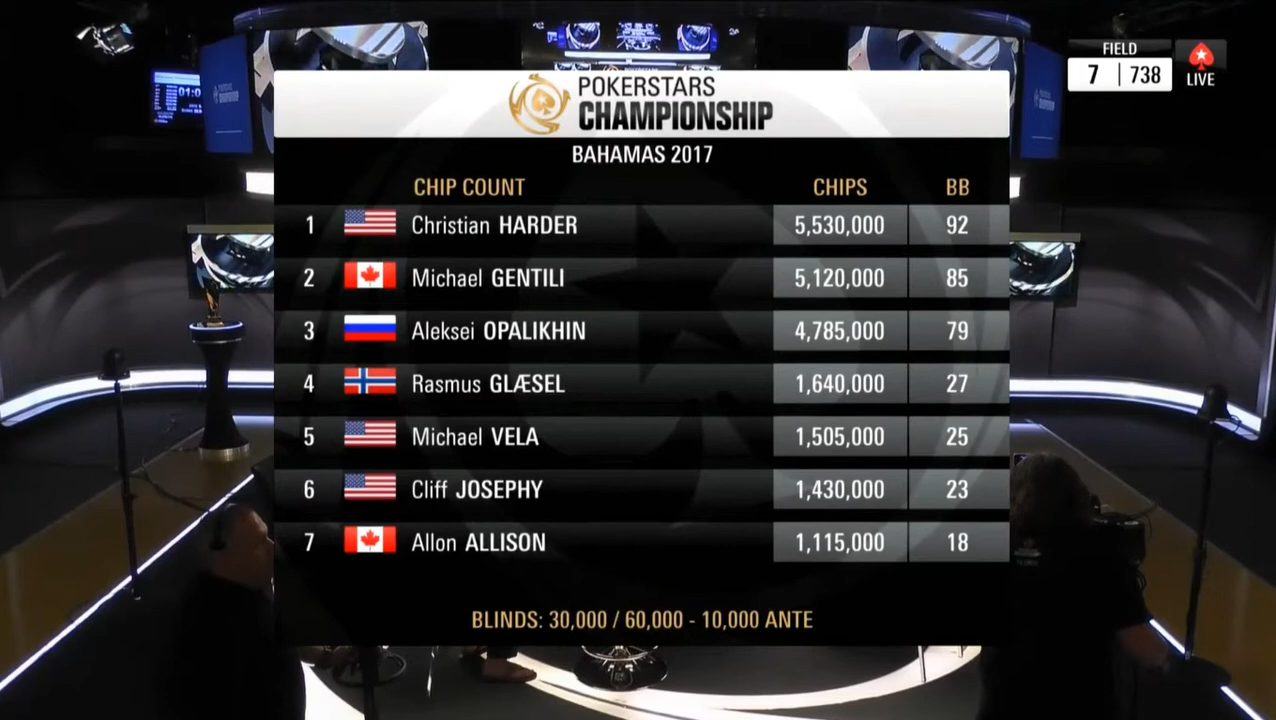 FIELD
7 | 738
LIVE
POKERSTARS
CHAMPIONSHIP
BAHAMAS 2017
CHIP COUNT CHIPS BB
1 Christian HARDER 5,530,000 92
2 Michael GENTILI 5,120,000 85
3 Aleksei OPALIKHIN 4,785,000 79
4 Rasmus GLÆSEL 1,640,000 27
5 Michael VELA 1,505,000 25
6 Cliff JOSEPHY 1,430,000 23
7 Allon ALLISON 1,115,000 18
BLINDS: 30,000 / 60,000 - 10,000 ANTE